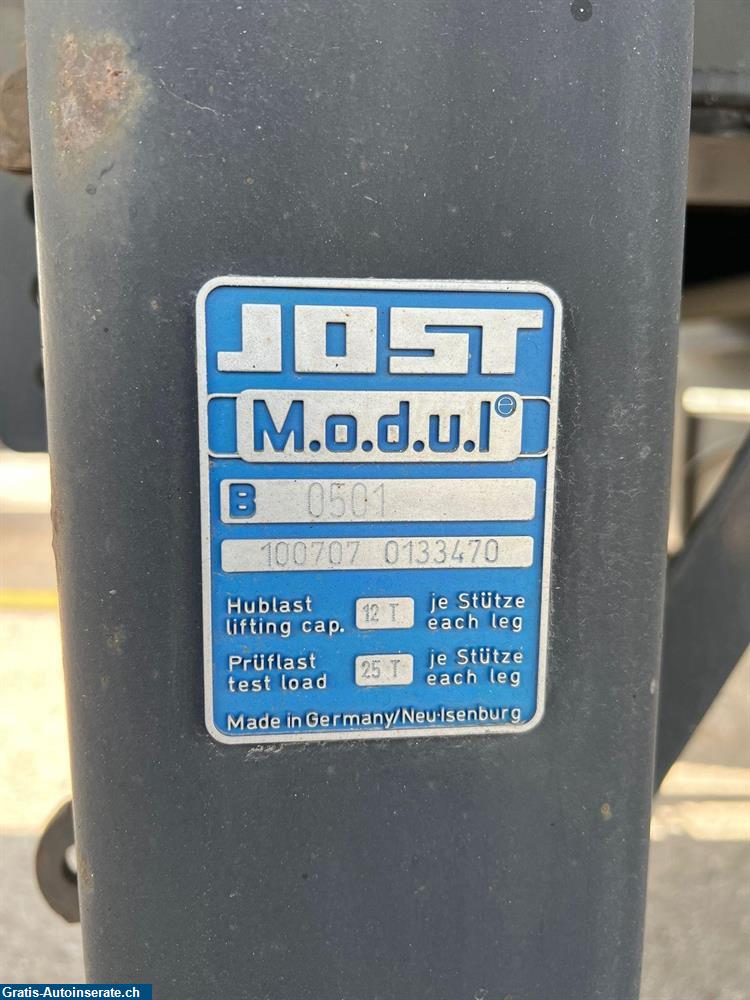 JOST
M.o.d.u.l e
B 0501
100707 0133470
Hublast 12 T je Stütze
lifting cap. each leg
Prüflast 25 T je Stütze
test load each leg
Made in Germany/Neu-Isenburg
Gratis-Autoinserate.ch